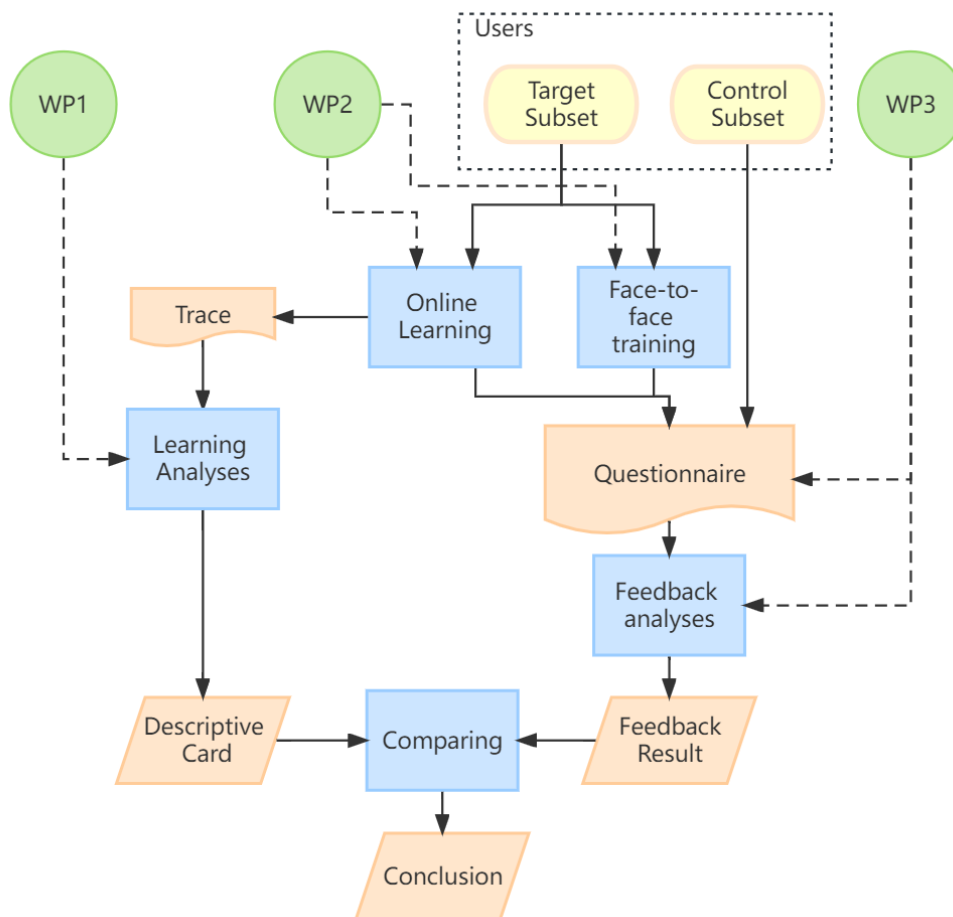 Users
WP1
WP2
Target
Subset
Control
Subset
WP3
Online
Learning
Face-to-
face
training
Trace
Learning
Analyses
Questionnaire
Feedback
analyses
Descriptive
Card
Comparing
Feedback
Result
Conclusion